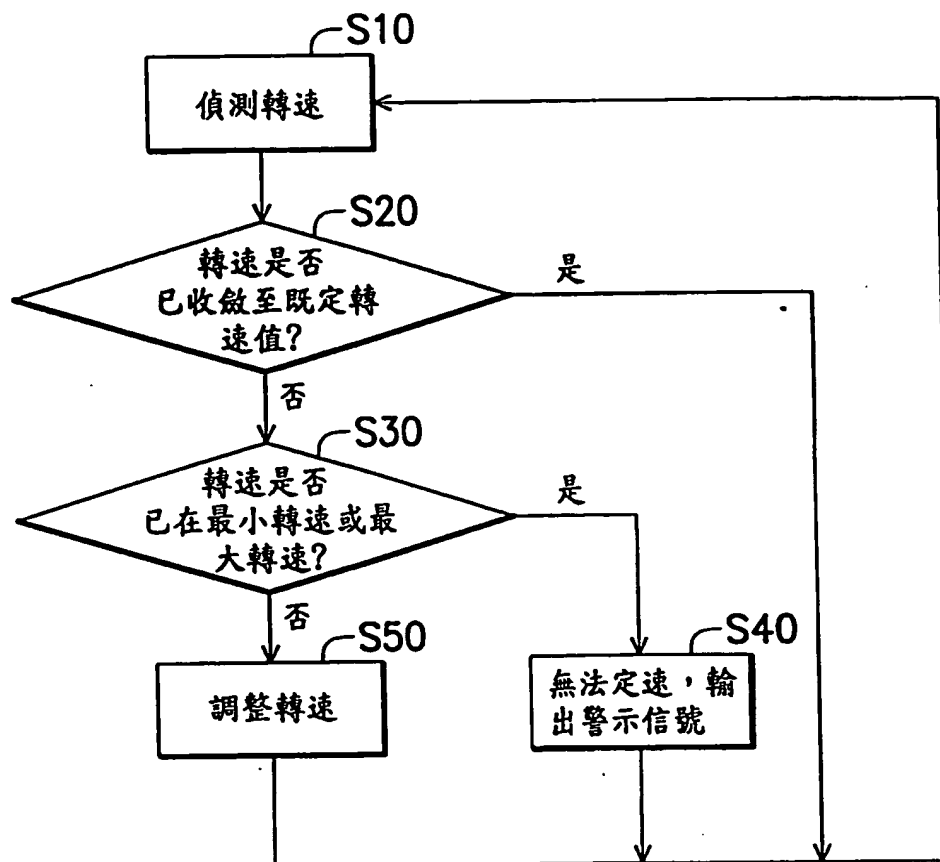 S10
偵測轉速
S20
轉速是否
已收斂至既定轉
速值?
是
否
S30
轉速是否
已在最小轉速或最
大轉速?
是
否
S50
調整轉速
S40
無法定速，輸
出警示信號